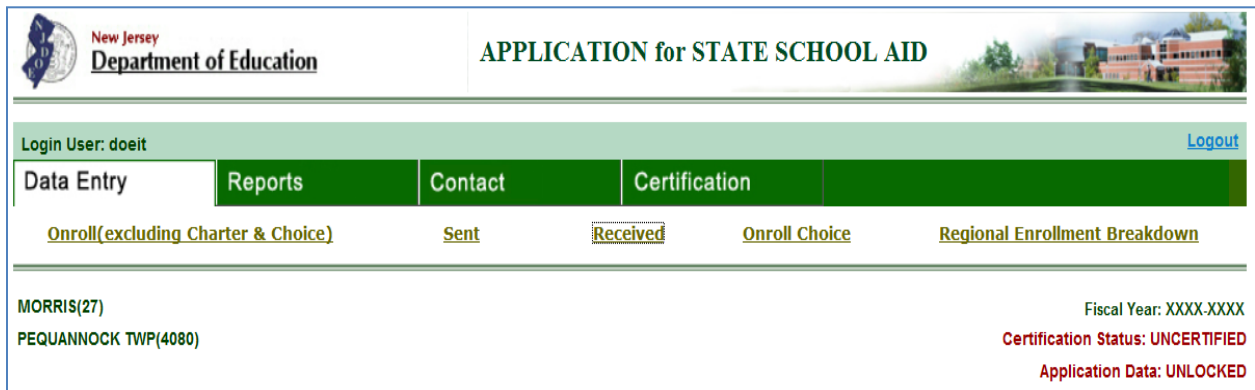 NJDOE
New Jersey
Department of Education
APPLICATION for STATE SCHOOL AID
Login User: doeit
Logout
Data Entry Reports Contact Certification
Onroll(excluding Charter & Choice) Sent Received Onroll Choice Regional Enrollment Breakdown
MORRIS(27)
Fiscal Year: XXXX-XXXX
PEQUANNOCK TWP(4080)
Certification Status: UNCERTIFIED
Application Data: UNLOCKED